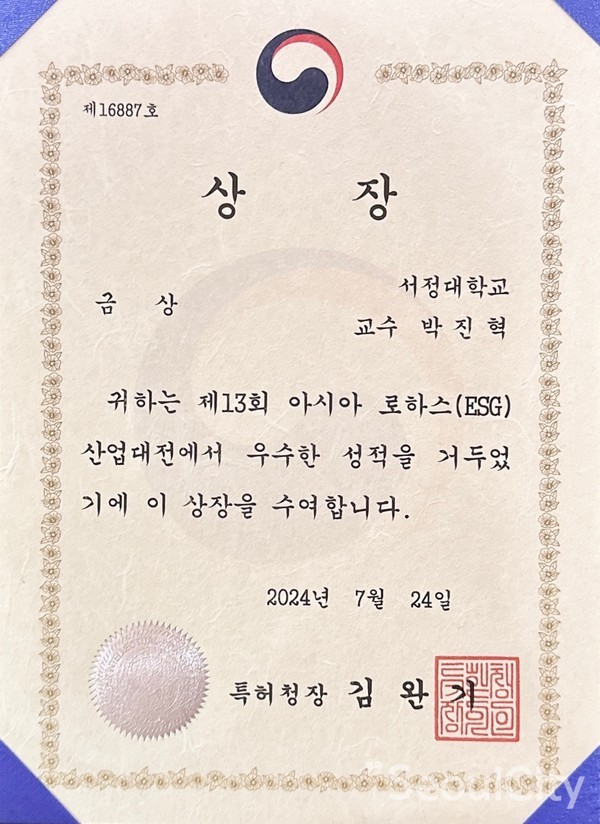 제16887호
상 장
금 상
서정대학교
교수 박진혁
귀하는 제13회 아시아 로하스(ESG)
산업대전에서 우수한 성적을 거두었
기에 이 상장을 수여합니다.
2024년 7월 24일
특허청장 김완기
SeoulCity